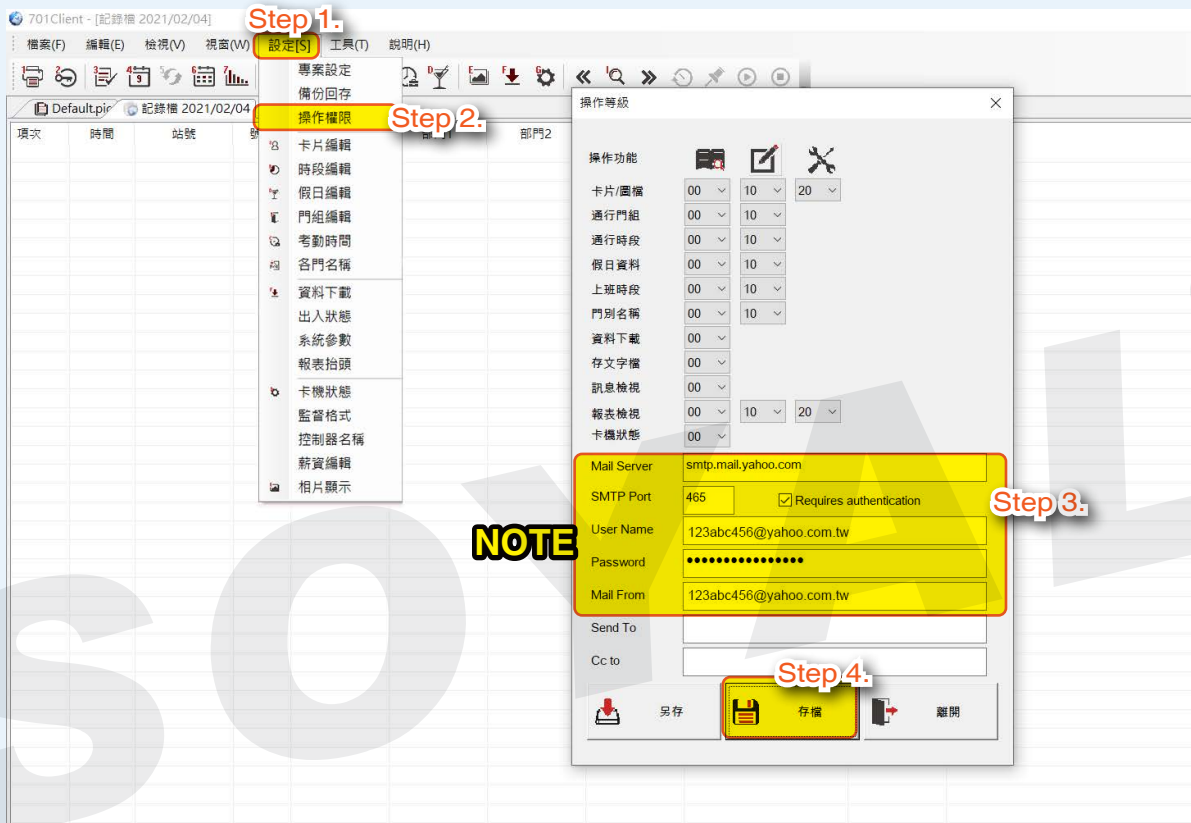 701Client - [記錄檔 2021/02/04]
Step 1.
檔案(F) 編輯(E) 檢視(V) 視窗(W) 設定[S] 工具(T) 說明(H)
Default.pic 記錄檔 2021/02/04
項次 時間 站號 部門2
專案設定
備份回存
操作權限
Step 2.
卡片編輯
時段編輯
假日編輯
門組編輯
考勤時間
各門名稱
資料下載
出入狀態
系統參數
報表抬頭
卡機狀態
監督格式
控制器名稱
薪資編輯
相片顯示
操作等級
操作功能
卡片/圖檔 00 10 20
通行門組 00 10
通行時段 00 10
假日資料 00 10
上班時段 00 10
門別名稱 00 10
資料下載 00
存文字檔 00
訊息檢視 00
報表檢視 00 10 20
卡機狀態 00
Mail Server smtp.mail.yahoo.com
SMTP Port 465 Requires authentication
Step 3.
NOTE
User Name 123abc456@yahoo.com.tw
Password ••••••••••••••••
Mail From 123abc456@yahoo.com.tw
Send To
Cc to
Step 4.
另存 存檔 離開
SOYAL